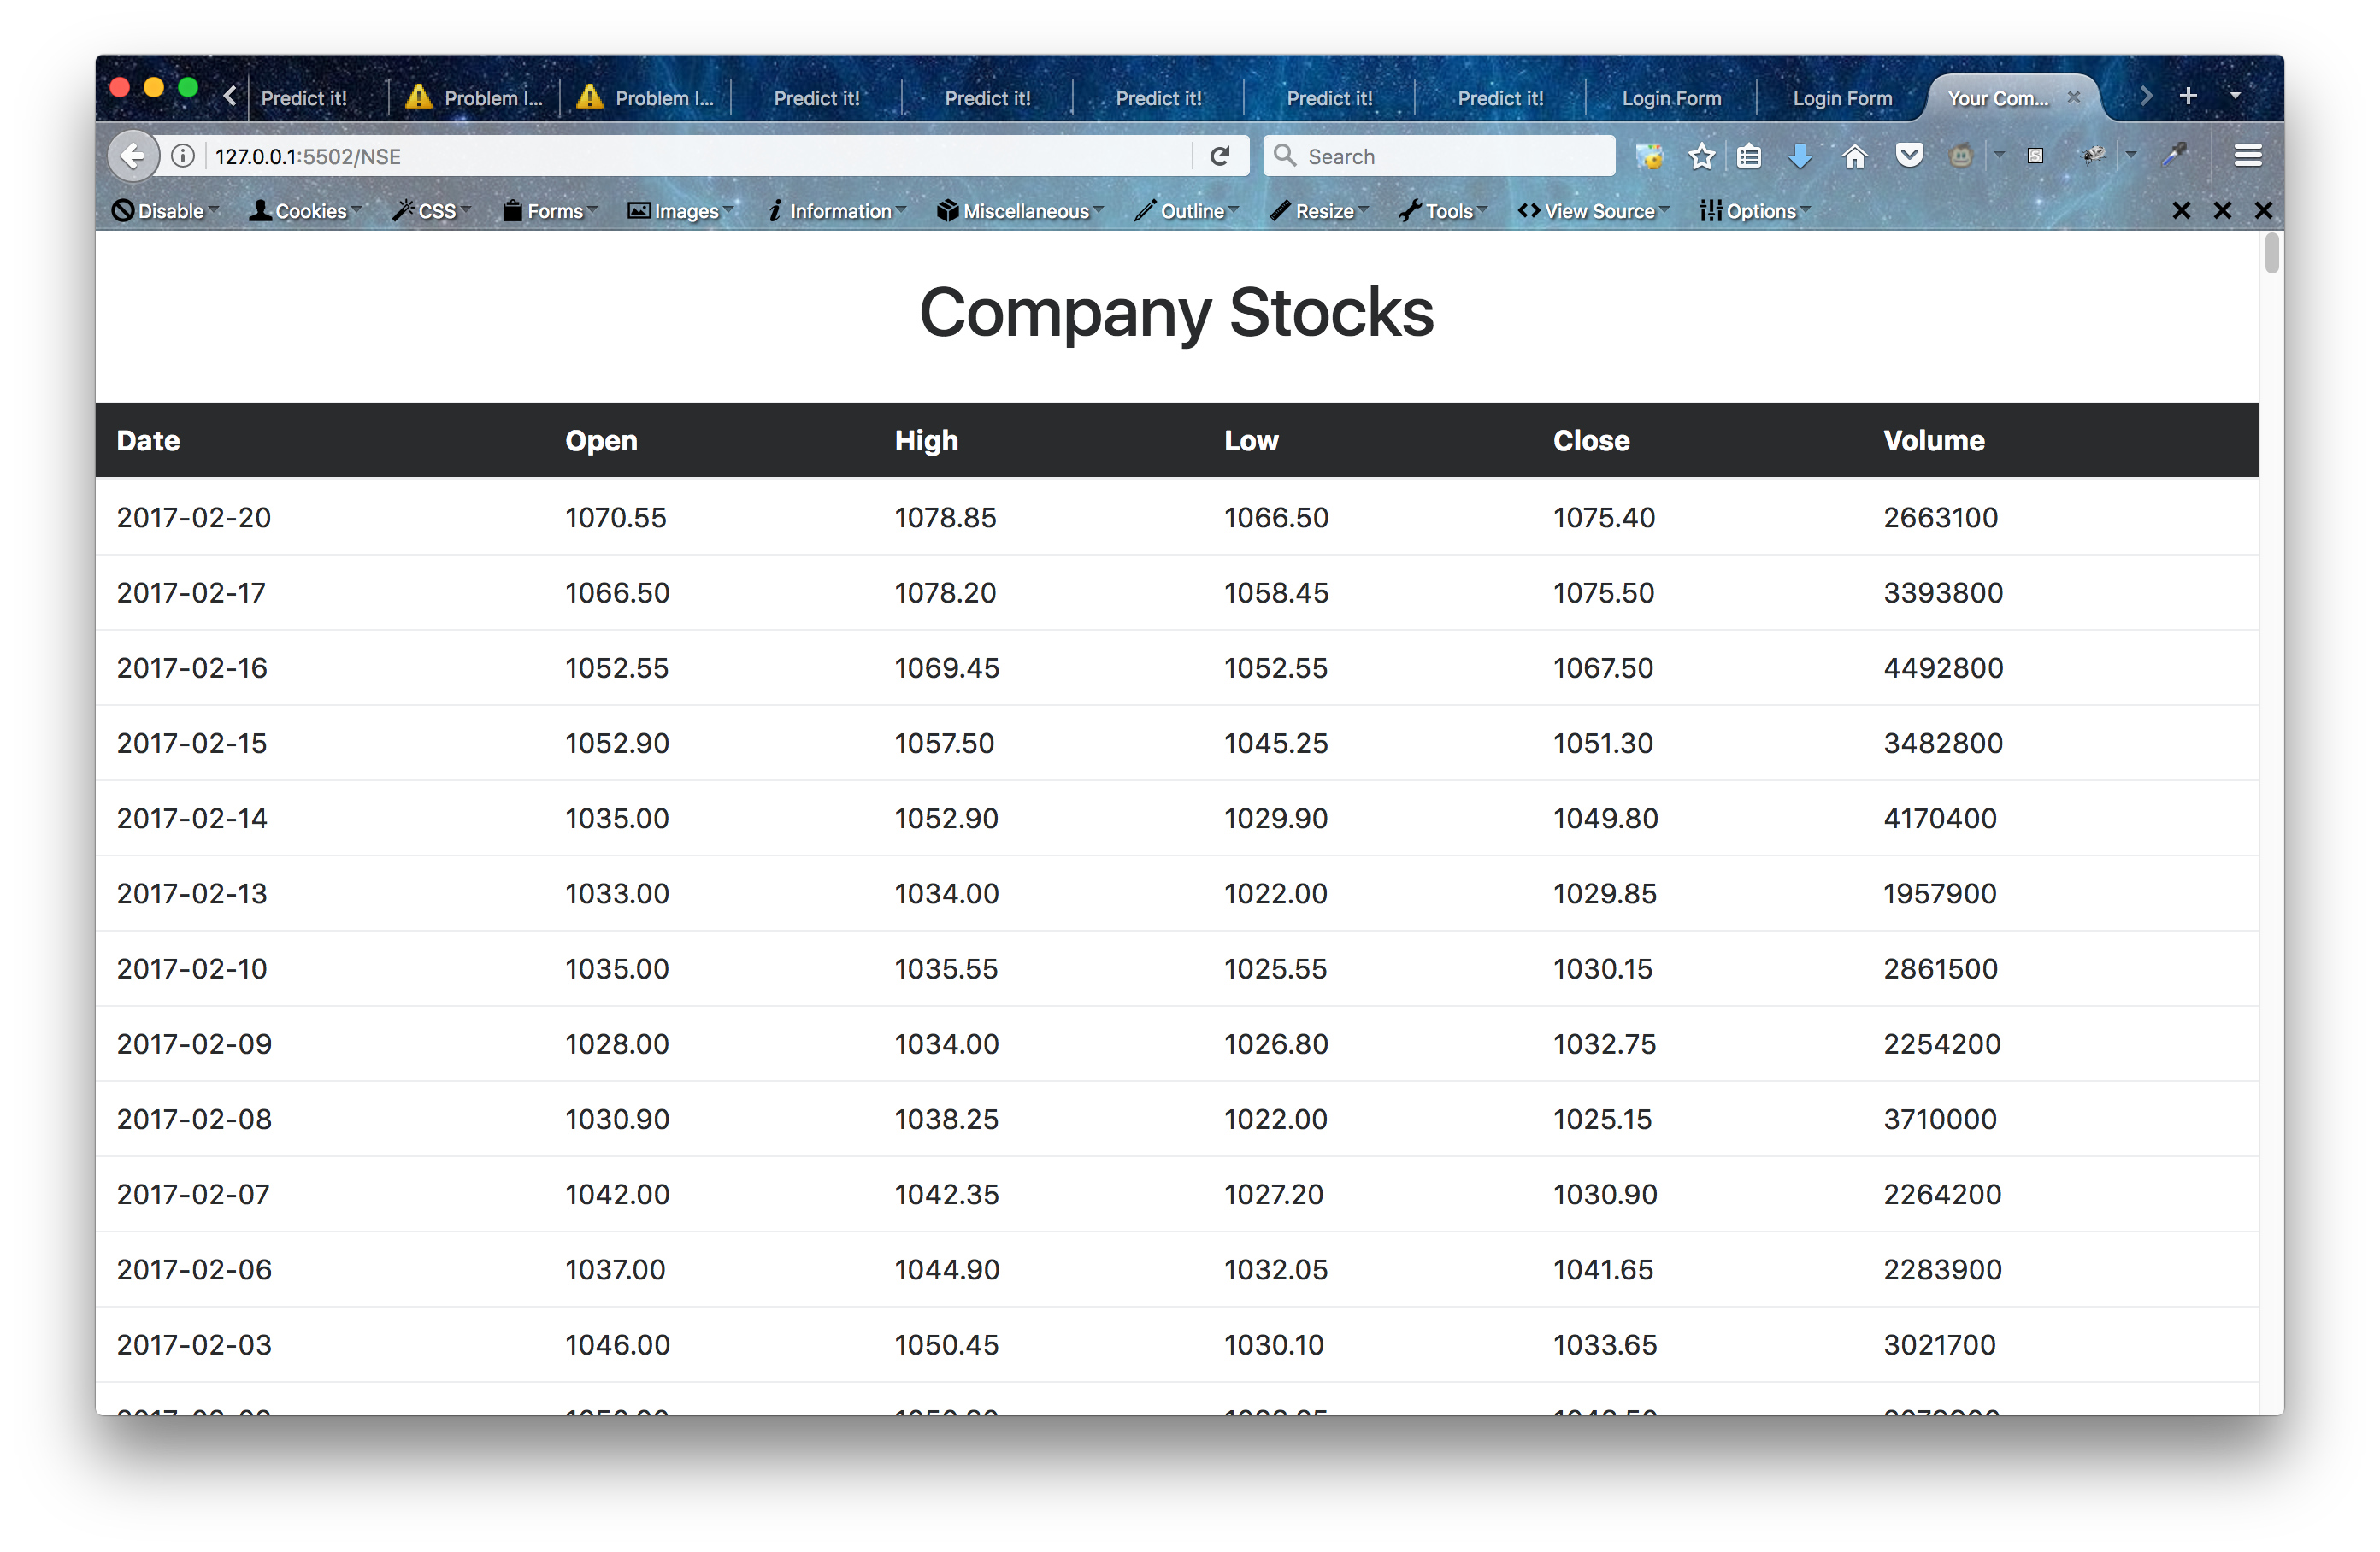 Predict it! Problem l... Problem l... Predict it! Predict it! Predict it! Predict it! Predict it! Login Form Login Form Your Com...
127.0.0.1:5502/NSE Search
Disable Cookies CSS Forms Images Information Miscellaneous Outline Resize Tools View Source Options
Company Stocks
Date Open High Low Close Volume
2017-02-20 1070.55 1078.85 1066.50 1075.40 2663100
2017-02-17 1066.50 1078.20 1058.45 1075.50 3393800
2017-02-16 1052.55 1069.45 1052.55 1067.50 4492800
2017-02-15 1052.90 1057.50 1045.25 1051.30 3482800
2017-02-14 1035.00 1052.90 1029.90 1049.80 4170400
2017-02-13 1033.00 1034.00 1022.00 1029.85 1957900
2017-02-10 1035.00 1035.55 1025.55 1030.15 2861500
2017-02-09 1028.00 1034.00 1026.80 1032.75 2254200
2017-02-08 1030.90 1038.25 1022.00 1025.15 3710000
2017-02-07 1042.00 1042.35 1027.20 1030.90 2264200
2017-02-06 1037.00 1044.90 1032.05 1041.65 2283900
2017-02-03 1046.00 1050.45 1030.10 1033.65 3021700